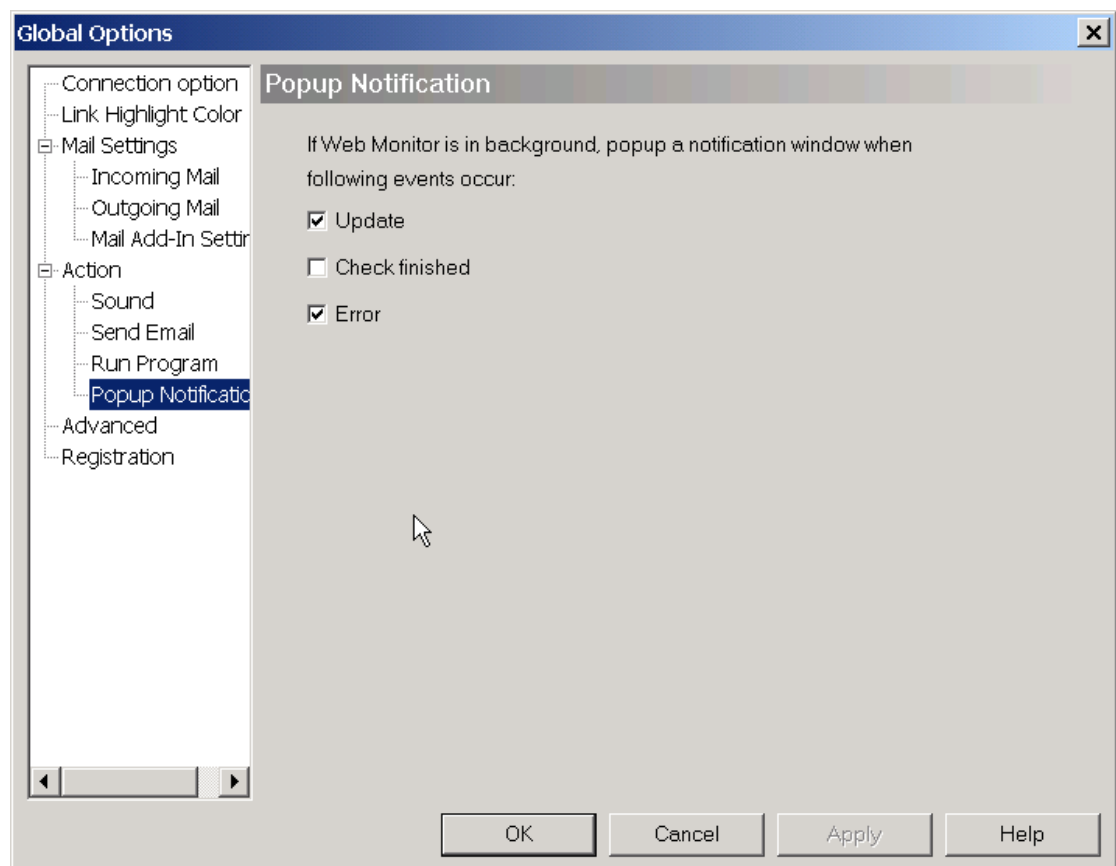 Global Options
Connection option
Link Highlight Color
Mail Settings
Incoming Mail
Outgoing Mail
Mail Add-In Settir
Action
Sound
Send Email
Run Program
Popup Notificatio
Advanced
Registration
Popup Notification
If Web Monitor is in background, popup a notification window when
following events occur:
Update
Check finished
Error
OK
Cancel
Apply
Help